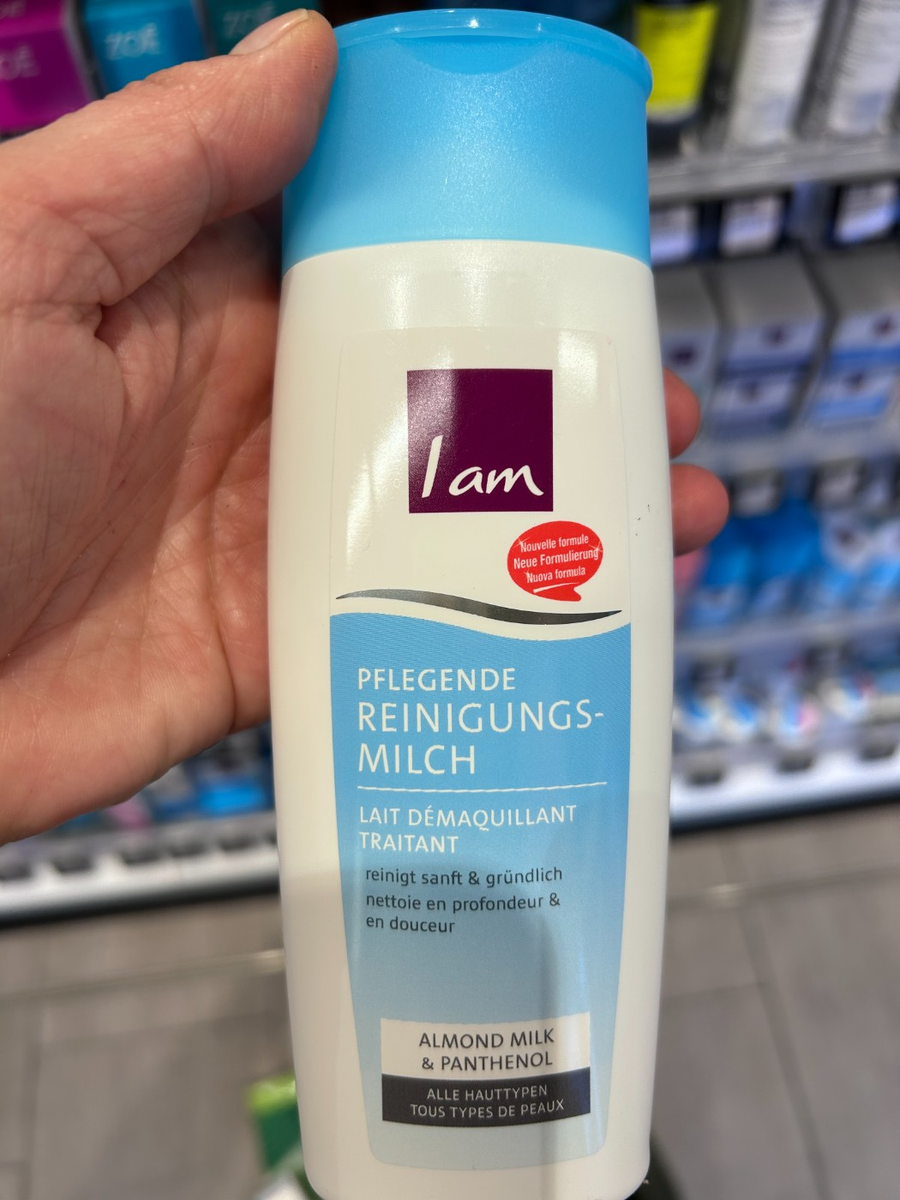 ZOÉ
I am
Nouvelle formule
Neue Formulierung
Nuova formula
PFLEGENDE
REINIGUNGS-
MILCH
LAIT DÉMAQUILLANT
TRAITANT
reinigt sanft & gründlich
nettoie en profondeur &
en douceur
ALMOND MILK
& PANTHENOL
ALLE HAUTTYPEN
TOUS TYPES DE PEAUX